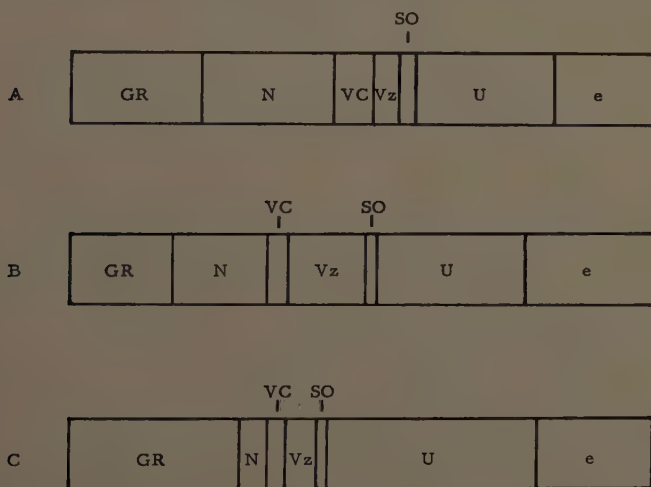 SO
A GR N VC Vz U e
VC SO
B GR N Vz U e
VC SO
C GR N Vz U e